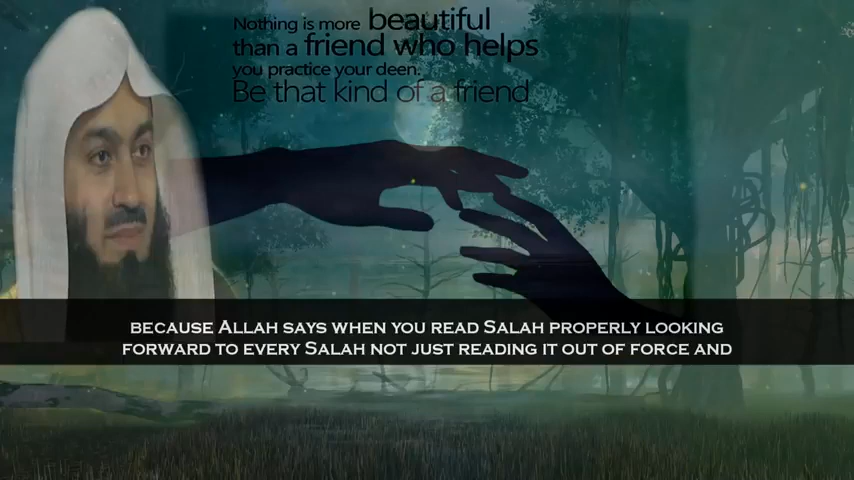 Nothing is more beautiful
than a friend who helps
you practice your deen.
Be that kind of a friend
BECAUSE ALLAH SAYS WHEN YOU READ SALAH PROPERLY LOOKING
FORWARD TO EVERY SALAH NOT JUST READING IT OUT OF FORCE AND